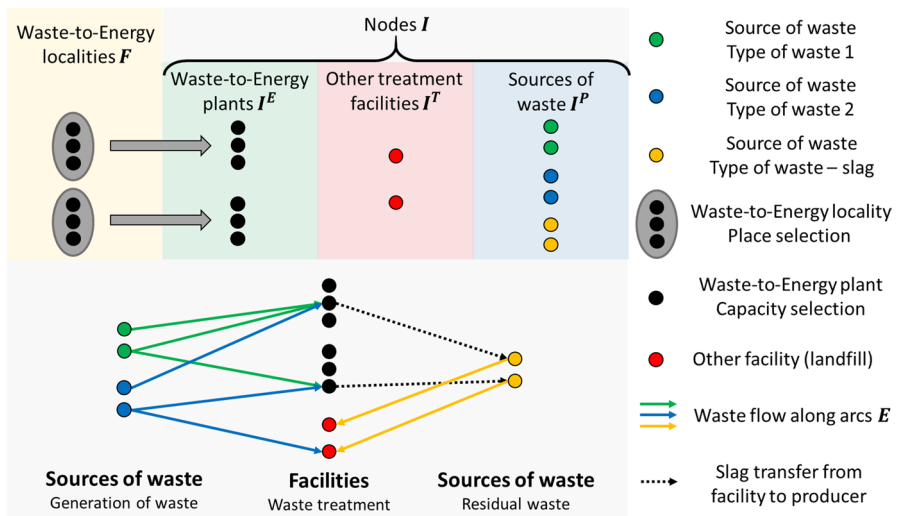 Waste-to-Energy
localities F
Nodes I
Waste-to-Energy
plants I^E
Other treatment
facilities I^T
Sources of
waste I^P
Source of waste
Type of waste 1
Source of waste
Type of waste 2
Source of waste
Type of waste – slag
Waste-to-Energy locality
Place selection
Waste-to-Energy plant
Capacity selection
Other facility (landfill)
Waste flow along arcs E
Slag transfer from
facility to producer
Sources of waste
Generation of waste
Facilities
Waste treatment
Sources of waste
Residual waste